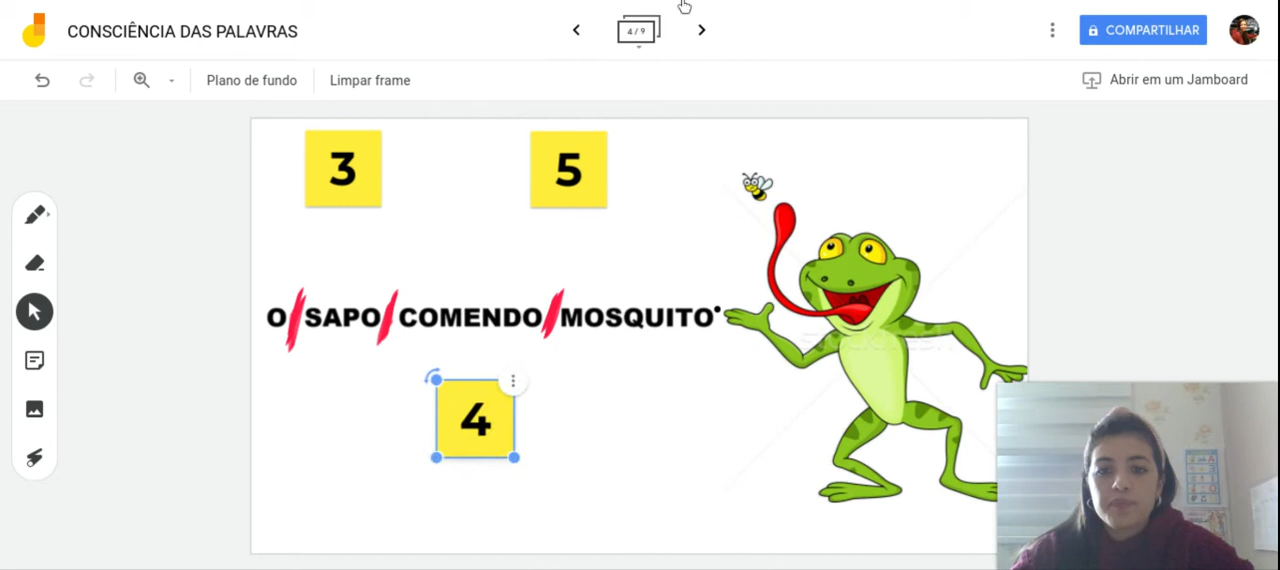 CONSCIÊNCIA DAS PALAVRAS
4 / 9
COMPARTILHAR
Plano de fundo
Limpar frame
Abrir em um Jamboard
3
5
O/SAPO/COMENDO/MOSQUITO.
4